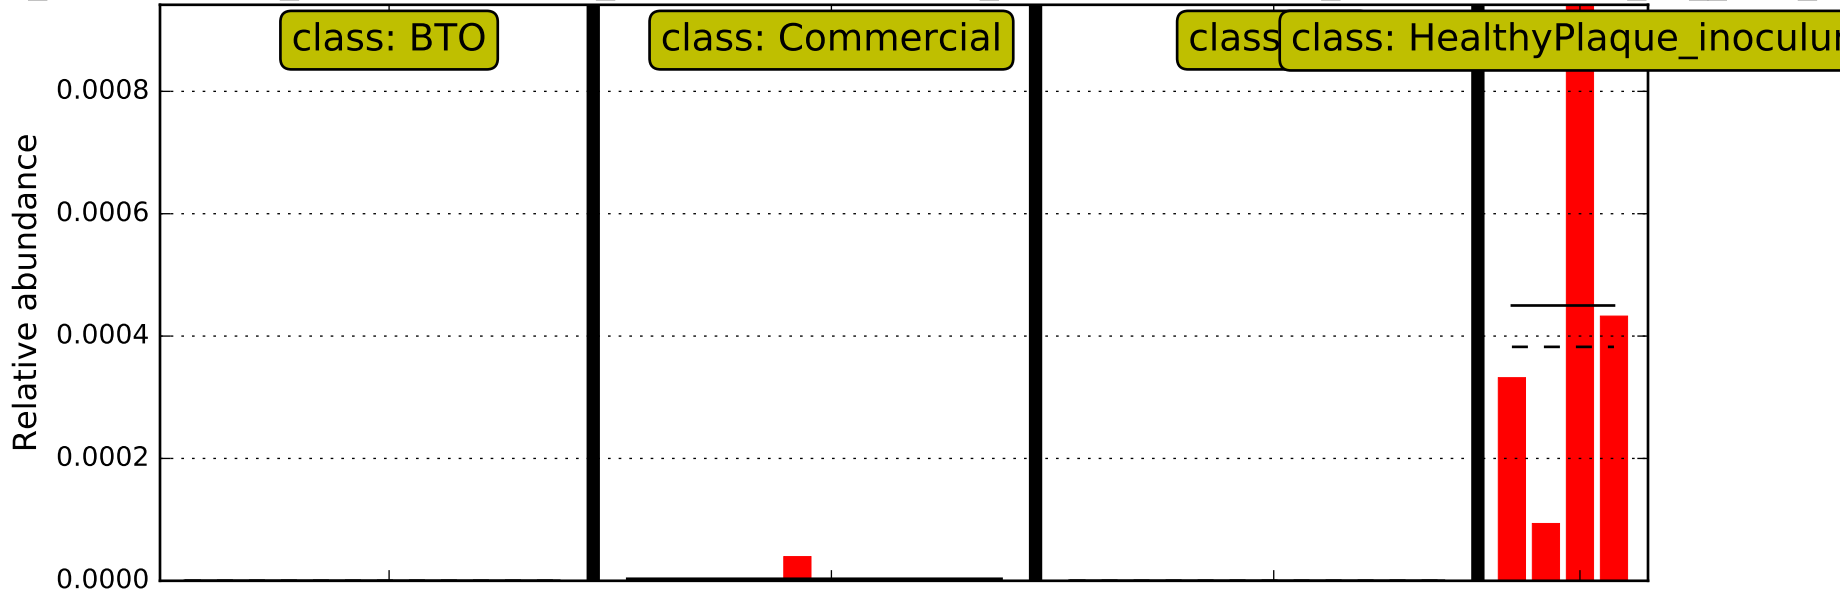 class: BTO
class: Commercial
class
class: HealthyPlaque_inoculu
0.0008
0.0006
0.0004
0.0002
0.0000
Relative abundance